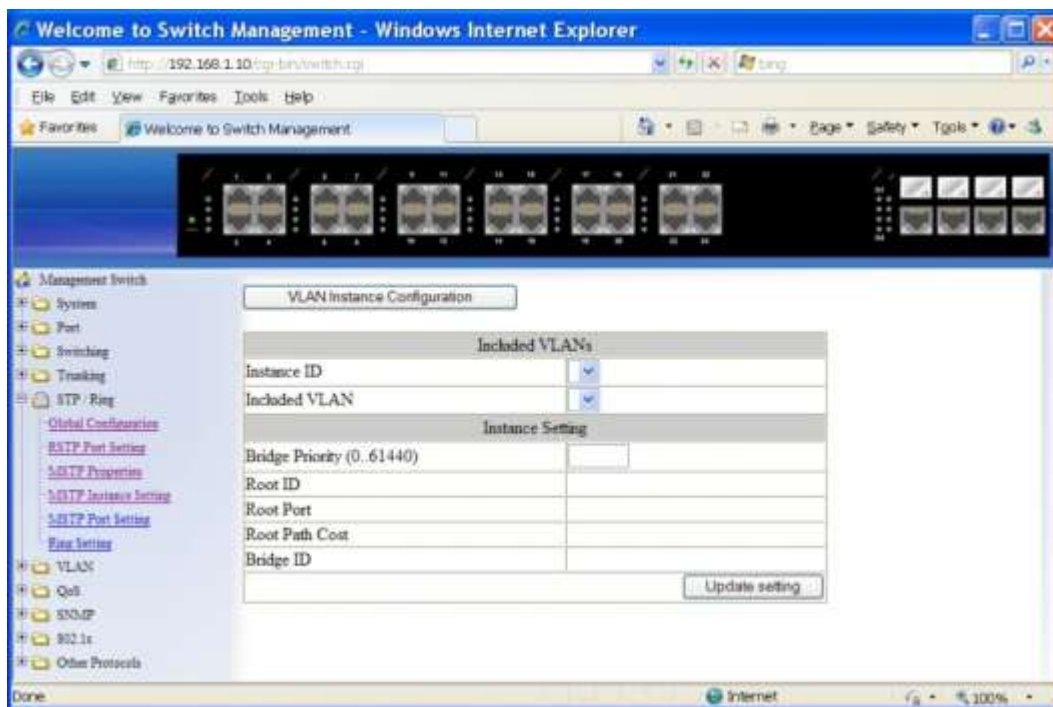 Welcome to Switch Management - Windows Internet Explorer
http://192.168.1.10/cgi-bin/switch.cgi
bing
File Edit View Favorites Tools Help
Favorites Welcome to Switch Management Page Safety Tools
Management Switch
System
Port
Switching
Trunking
STP / Ring
Global Configuration
RSTP Port Setting
MSTP Properties
MSTP Instance Setting
MSTP Port Setting
Ring Setting
VLAN
QoS
SNMP
802.1x
Other Protocols
VLAN Instance Configuration
Included VLANs
Instance ID
Included VLAN
Instance Setting
Bridge Priority (0..61440)
Root ID
Root Port
Root Path Cost
Bridge ID
Update setting
Done Internet 100%